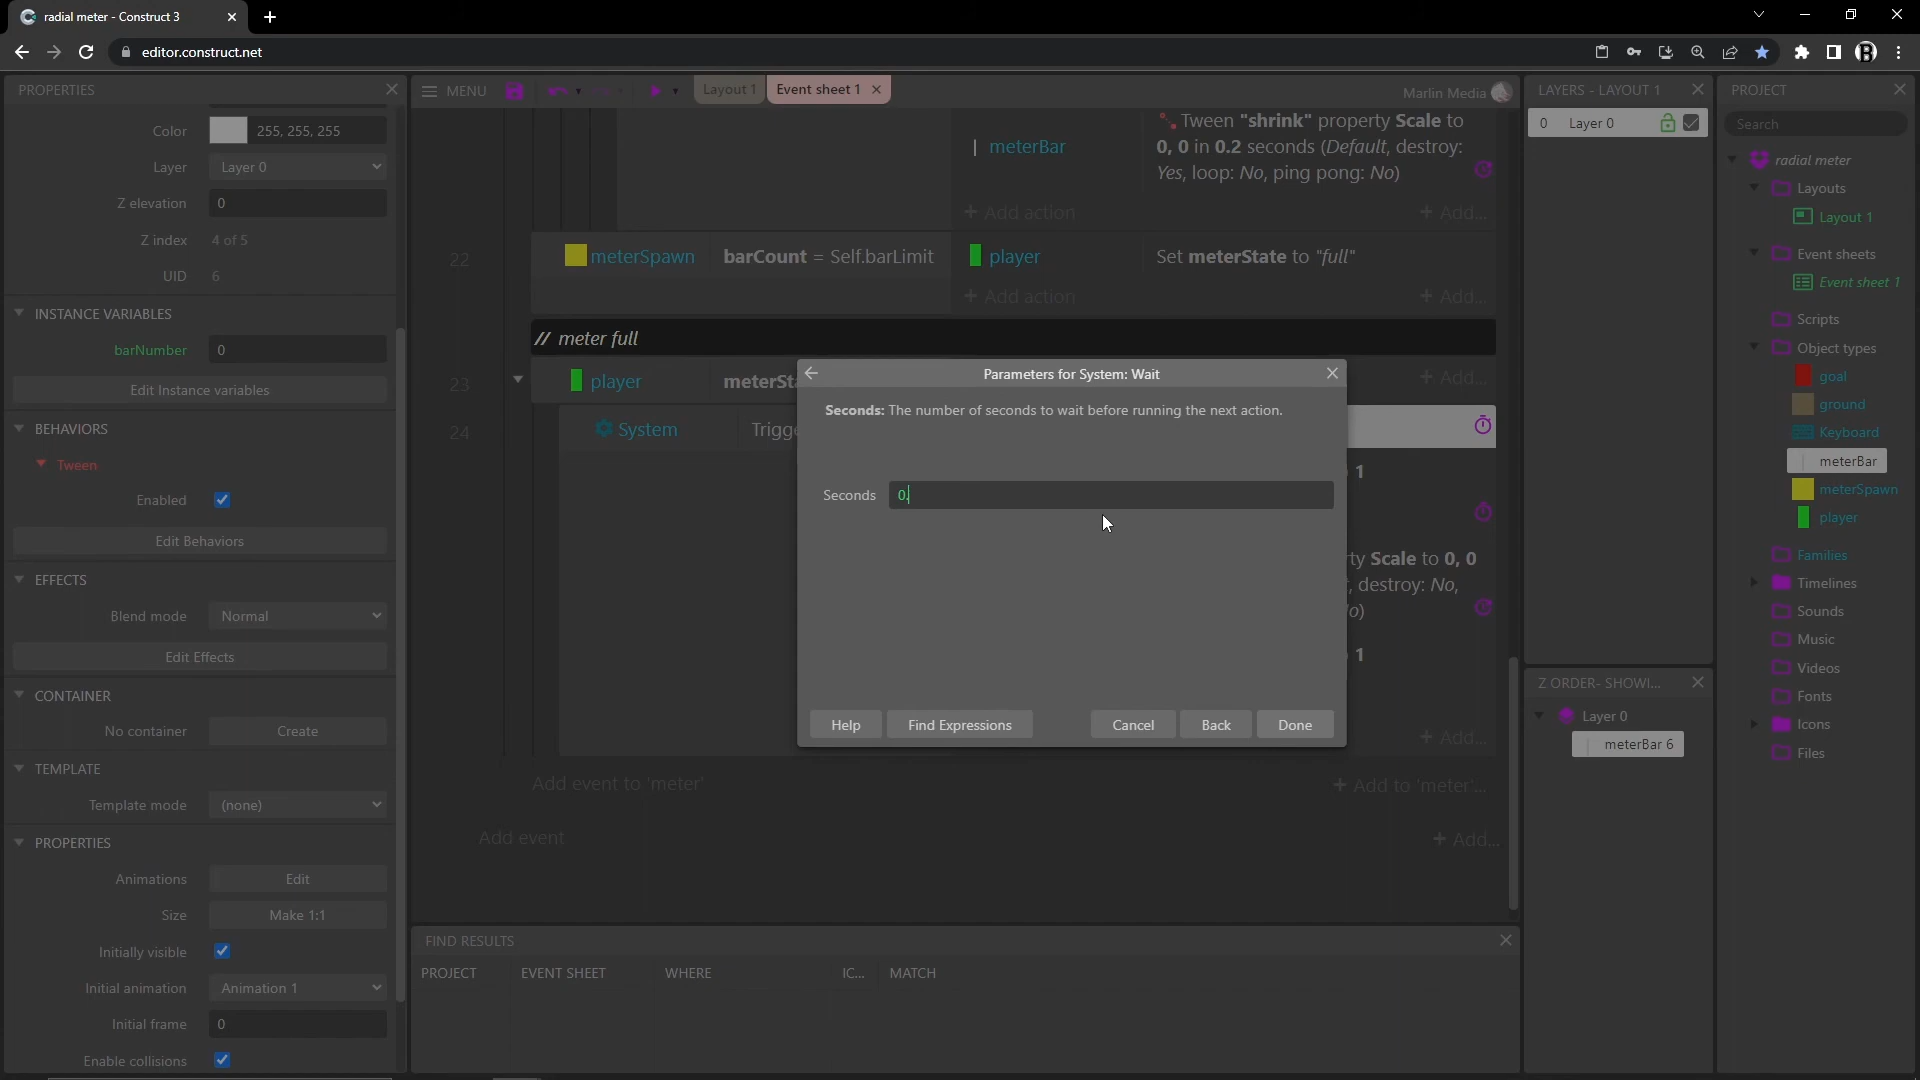 radial meter - Construct 3
editor.construct.net
PROPERTIES
Color 255, 255, 255
Layer Layer 0
Z elevation 0
Z index 4 of 5
UID 6
INSTANCE VARIABLES
barNumber 0
Edit Instance variables
BEHAVIORS
Tween
Enabled
Edit Behaviors
EFFECTS
Blend mode Normal
Edit Effects
CONTAINER
No container Create
TEMPLATE
Template mode (none)
PROPERTIES
Animations Edit
Size Make 1:1
Initially visible
Initial animation Animation 1
Initial frame 0
Enable collisions
MENU
Layout 1
Event sheet 1
Marlin Media
Tween "shrink" property Scale to
meterBar 0, 0 in 0.2 seconds (Default, destroy:
Yes, loop: No, ping pong: No)
+ Add action + Add...
22 meterSpawn barCount = Self.barLimit player Set meterState to "full"
+ Add action + Add...
// meter full
23 player meterSta + Add...
24 System Trigge
1
ty Scale to 0, 0
t, destroy: No,
lo)
1
+ Add...
Add event to 'meter' + Add to 'meter'...
Add event + Add...
Parameters for System: Wait
Seconds: The number of seconds to wait before running the next action.
Seconds 0.
Help Find Expressions Cancel Back Done
FIND RESULTS
PROJECT EVENT SHEET WHERE IC... MATCH
LAYERS - LAYOUT 1
0 Layer 0
Z ORDER- SHOWI...
Layer 0
meterBar 6
PROJECT
Search
radial meter
Layouts
Layout 1
Event sheets
Event sheet 1
Scripts
Object types
goal
ground
Keyboard
meterBar
meterSpawn
player
Families
Timelines
Sounds
Music
Videos
Fonts
Icons
Files